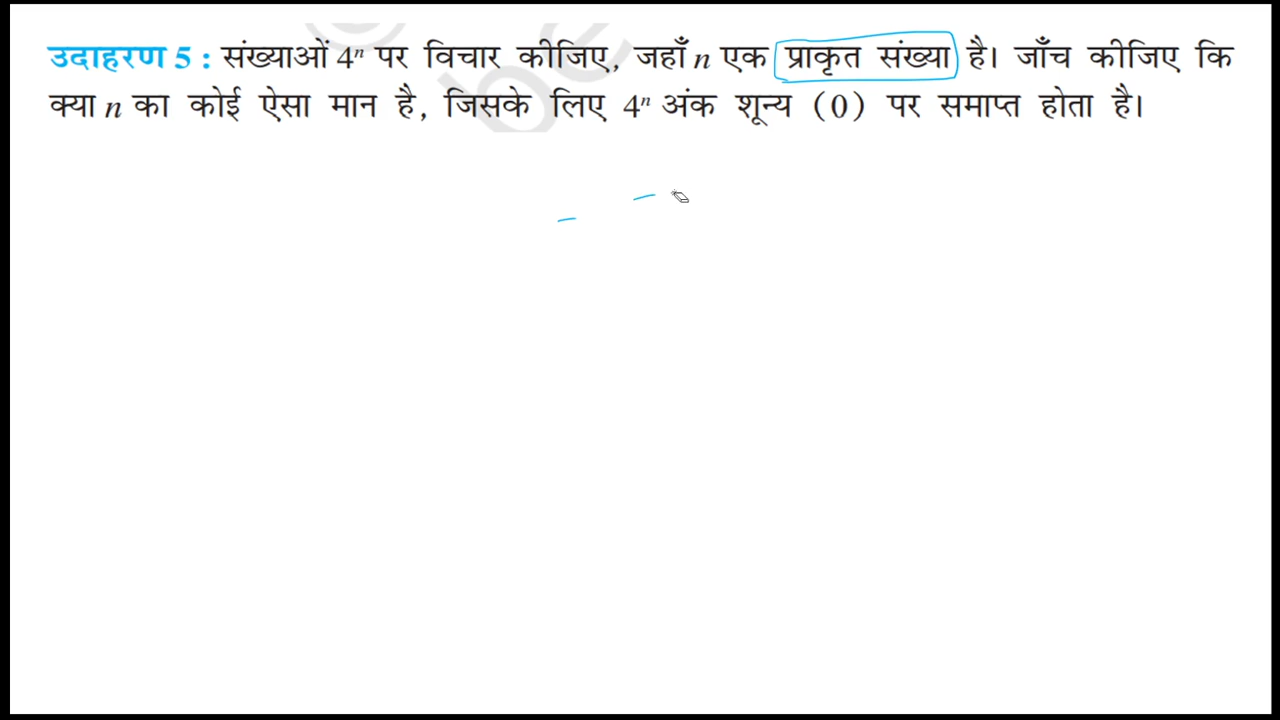 उदाहरण 5 : संख्याओं 4ⁿ पर विचार कीजिए, जहाँ n एक प्राकृत संख्या है। जाँच कीजिए कि
क्या n का कोई ऐसा मान है, जिसके लिए 4ⁿ अंक शून्य (0) पर समाप्त होता है।